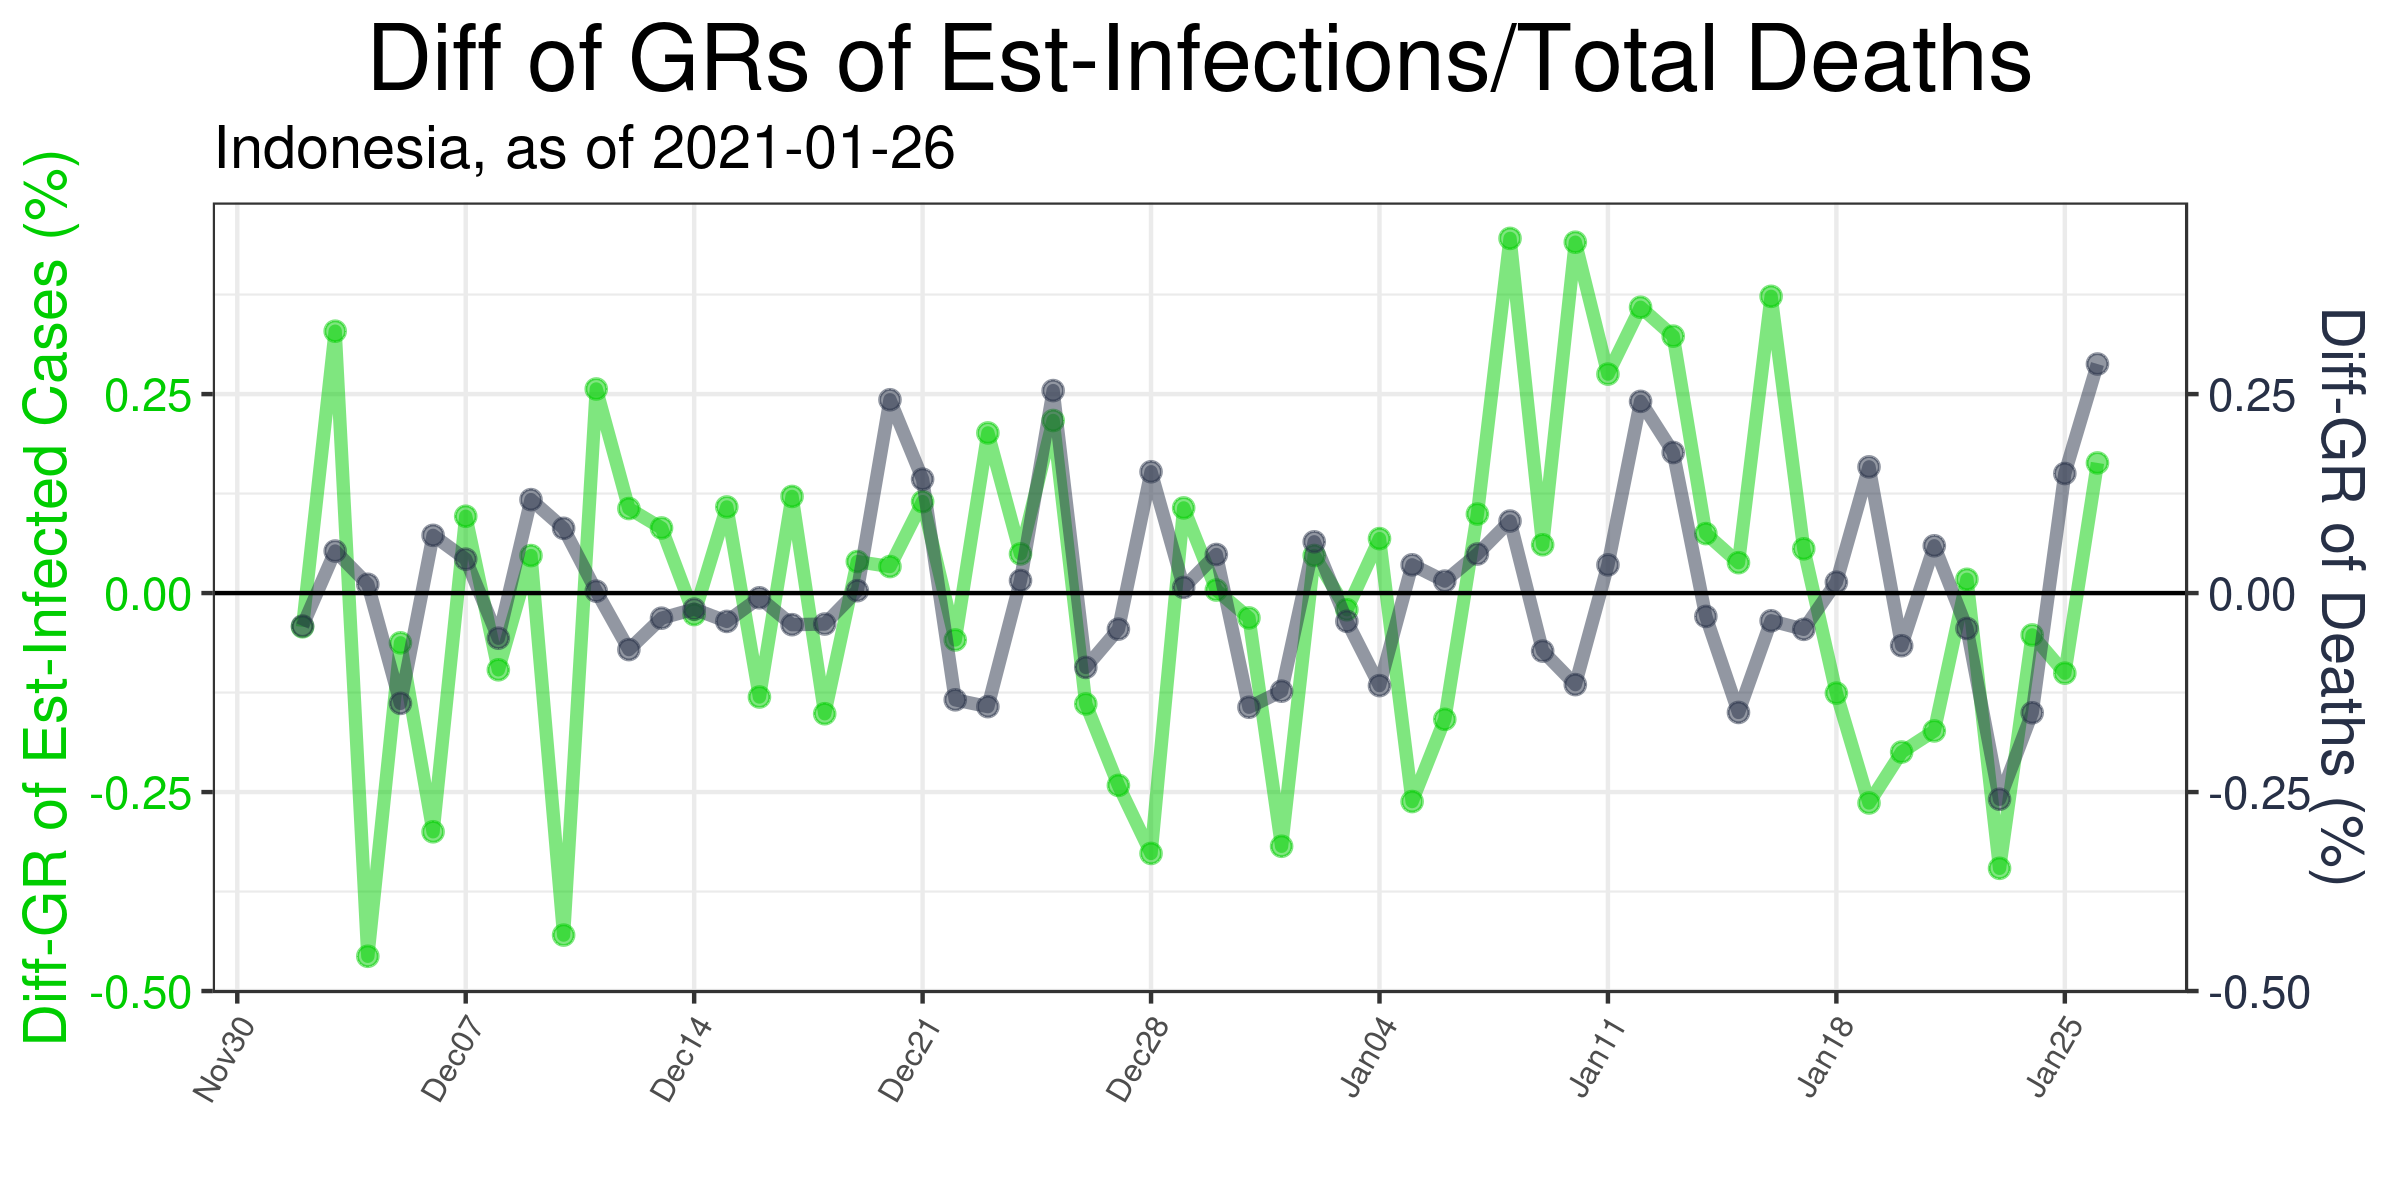 Diff of GRs of Est-Infections/Total Deaths
Indonesia, as of 2021-01-26
Diff-GR of Est-Infected Cases (%)
0.25
0.00
-0.25
-0.50
0.25
0.00
-0.25
-0.50
Diff-GR of Deaths (%)
Nov30
Dec07
Dec14
Dec21
Dec28
Jan04
Jan11
Jan18
Jan25